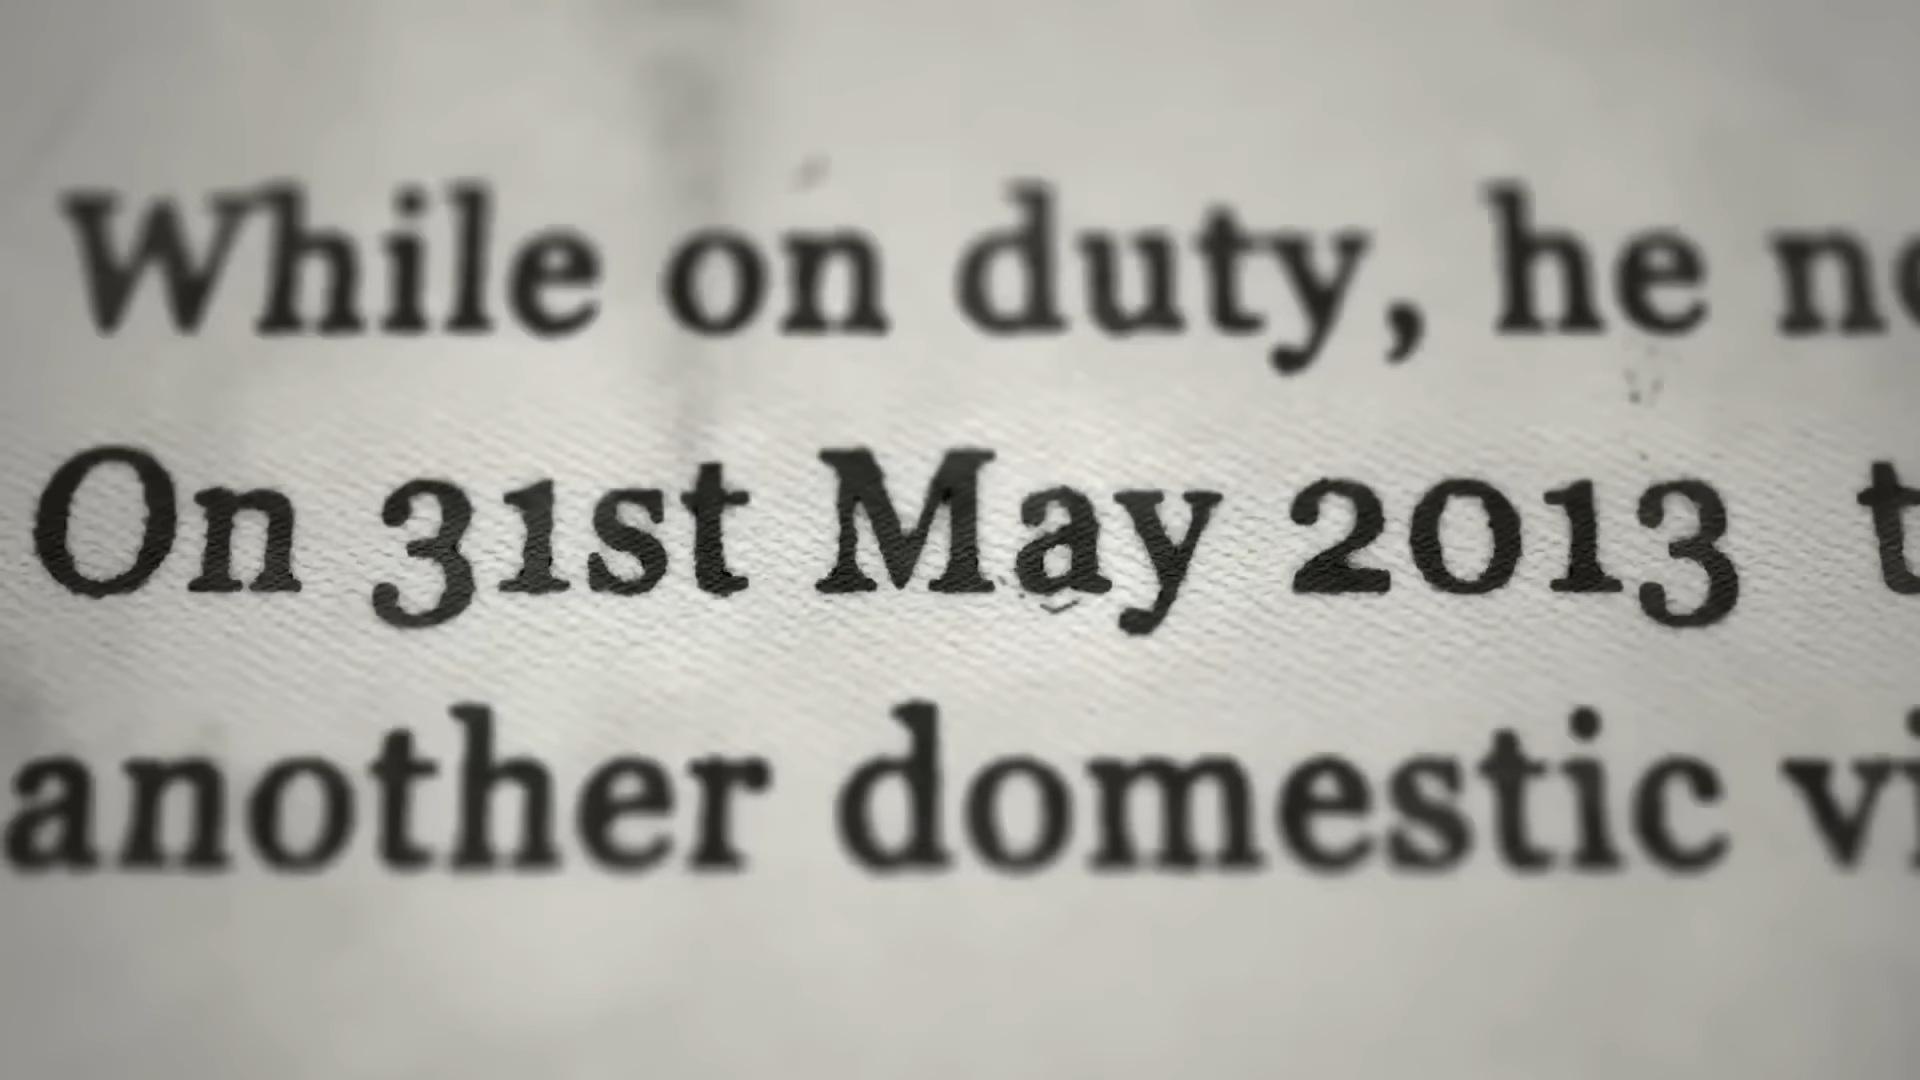 While on duty, he
On 31st May 2013
another domestic